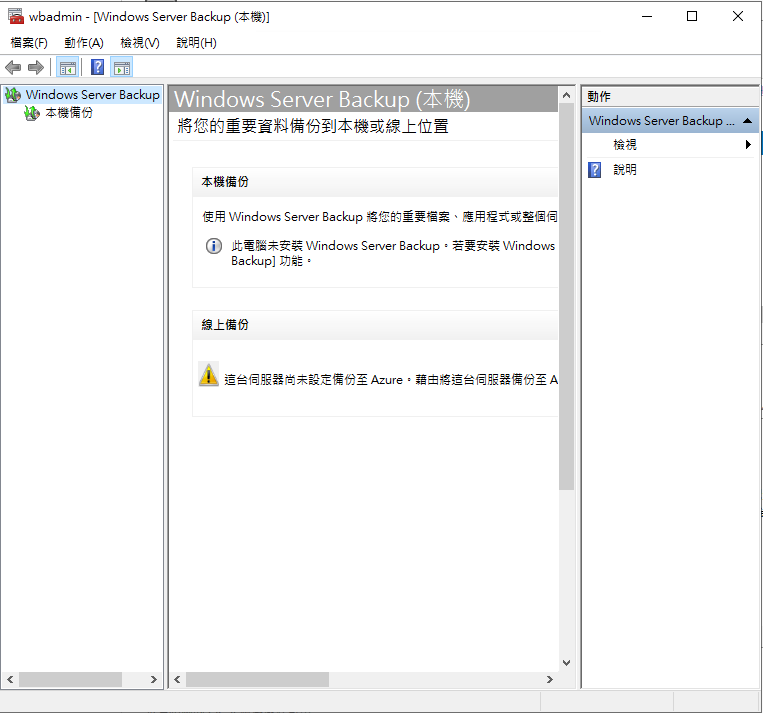 wbadmin - [Windows Server Backup (本機)]
檔案(F) 動作(A) 檢視(V) 說明(H)
Windows Server Backup
本機備份
Windows Server Backup (本機)
將您的重要資料備份到本機或線上位置
本機備份
使用 Windows Server Backup 將您的重要檔案、應用程式或整個伺
此電腦未安裝 Windows Server Backup。若要安裝 Windows
Backup] 功能。
線上備份
這台伺服器尚未設定備份至 Azure。藉由將這台伺服器備份至 A
動作
Windows Server Backup ...
檢視
說明